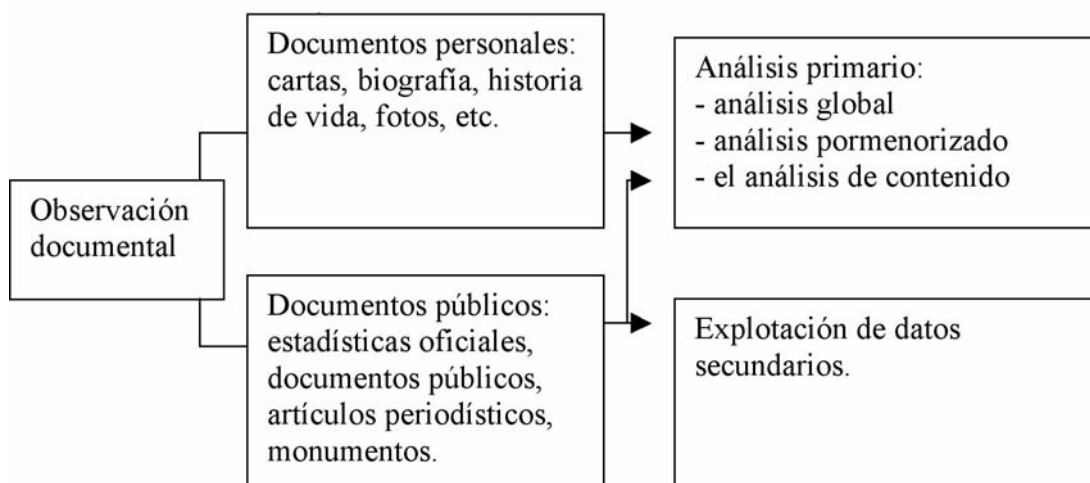 Observación
documental
Documentos personales:
cartas, biografía, historia
de vida, fotos, etc.
Documentos públicos:
estadísticas oficiales,
documentos públicos,
artículos periodísticos,
monumentos.
Análisis primario:
- análisis global
- análisis pormenorizado
- el análisis de contenido
Explotación de datos
secundarios.